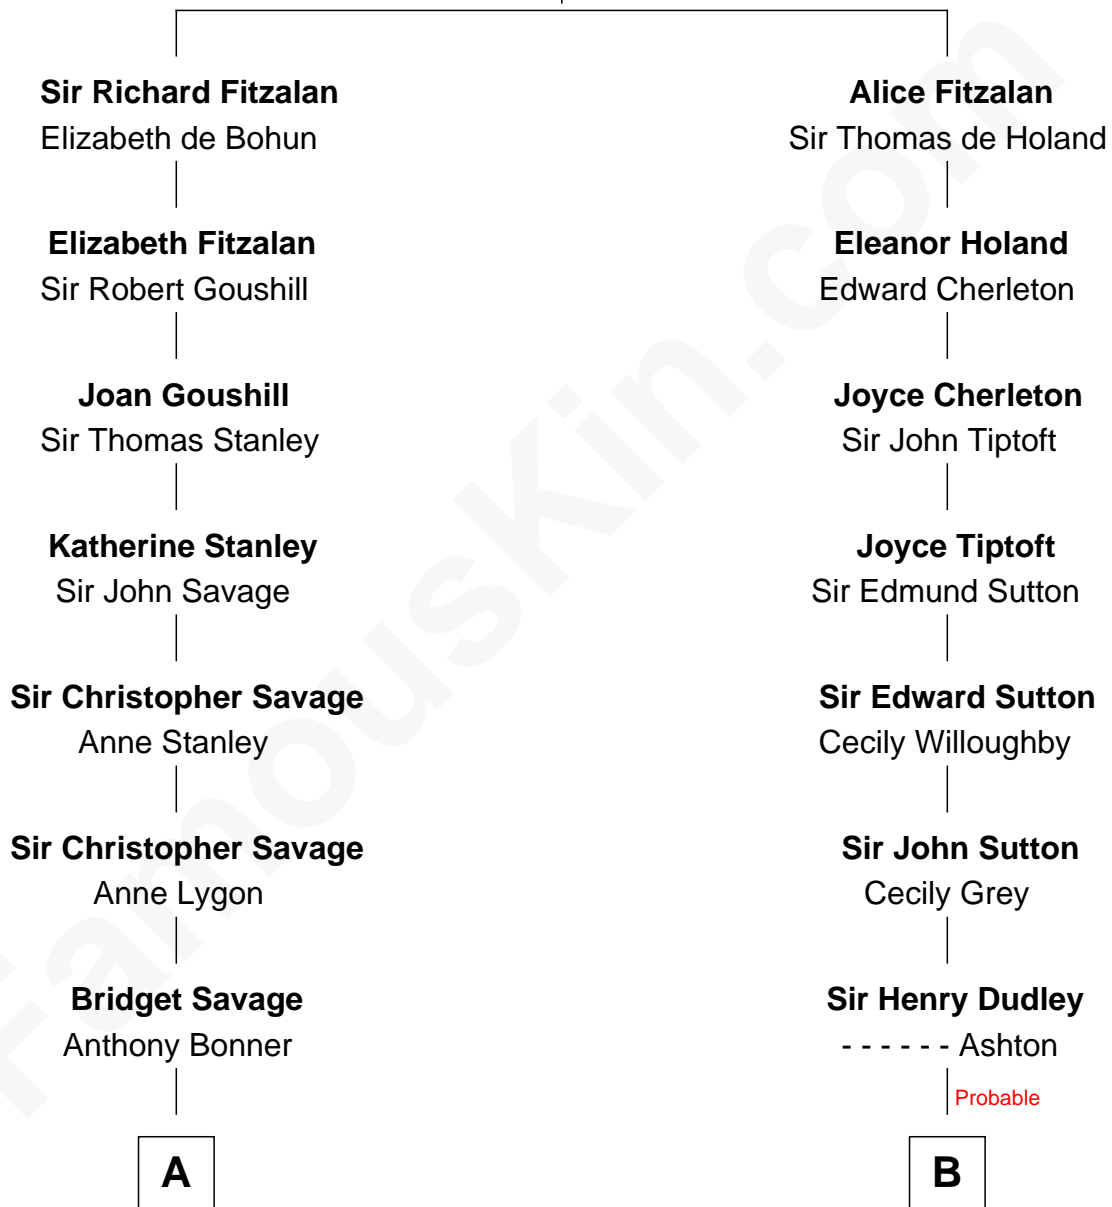 Sir Richard Fitzalan
Elizabeth de Bohun
Elizabeth Fitzalan
Sir Robert Goushill
Joan Goushill
Sir Thomas Stanley
Katherine Stanley
Sir John Savage
Sir Christopher Savage
Anne Stanley
Sir Christopher Savage
Anne Lygon
Bridget Savage
Anthony Bonner
A
Alice Fitzalan
Sir Thomas de Holand
Eleanor Holand
Edward Cherleton
Joyce Cherleton
Sir John Tiptoft
Joyce Tiptoft
Sir Edmund Sutton
Sir Edward Sutton
Cecily Willoughby
Sir John Sutton
Cecily Grey
Sir Henry Dudley
- - - - - - Ashton
Probable
B
FamousKin.com